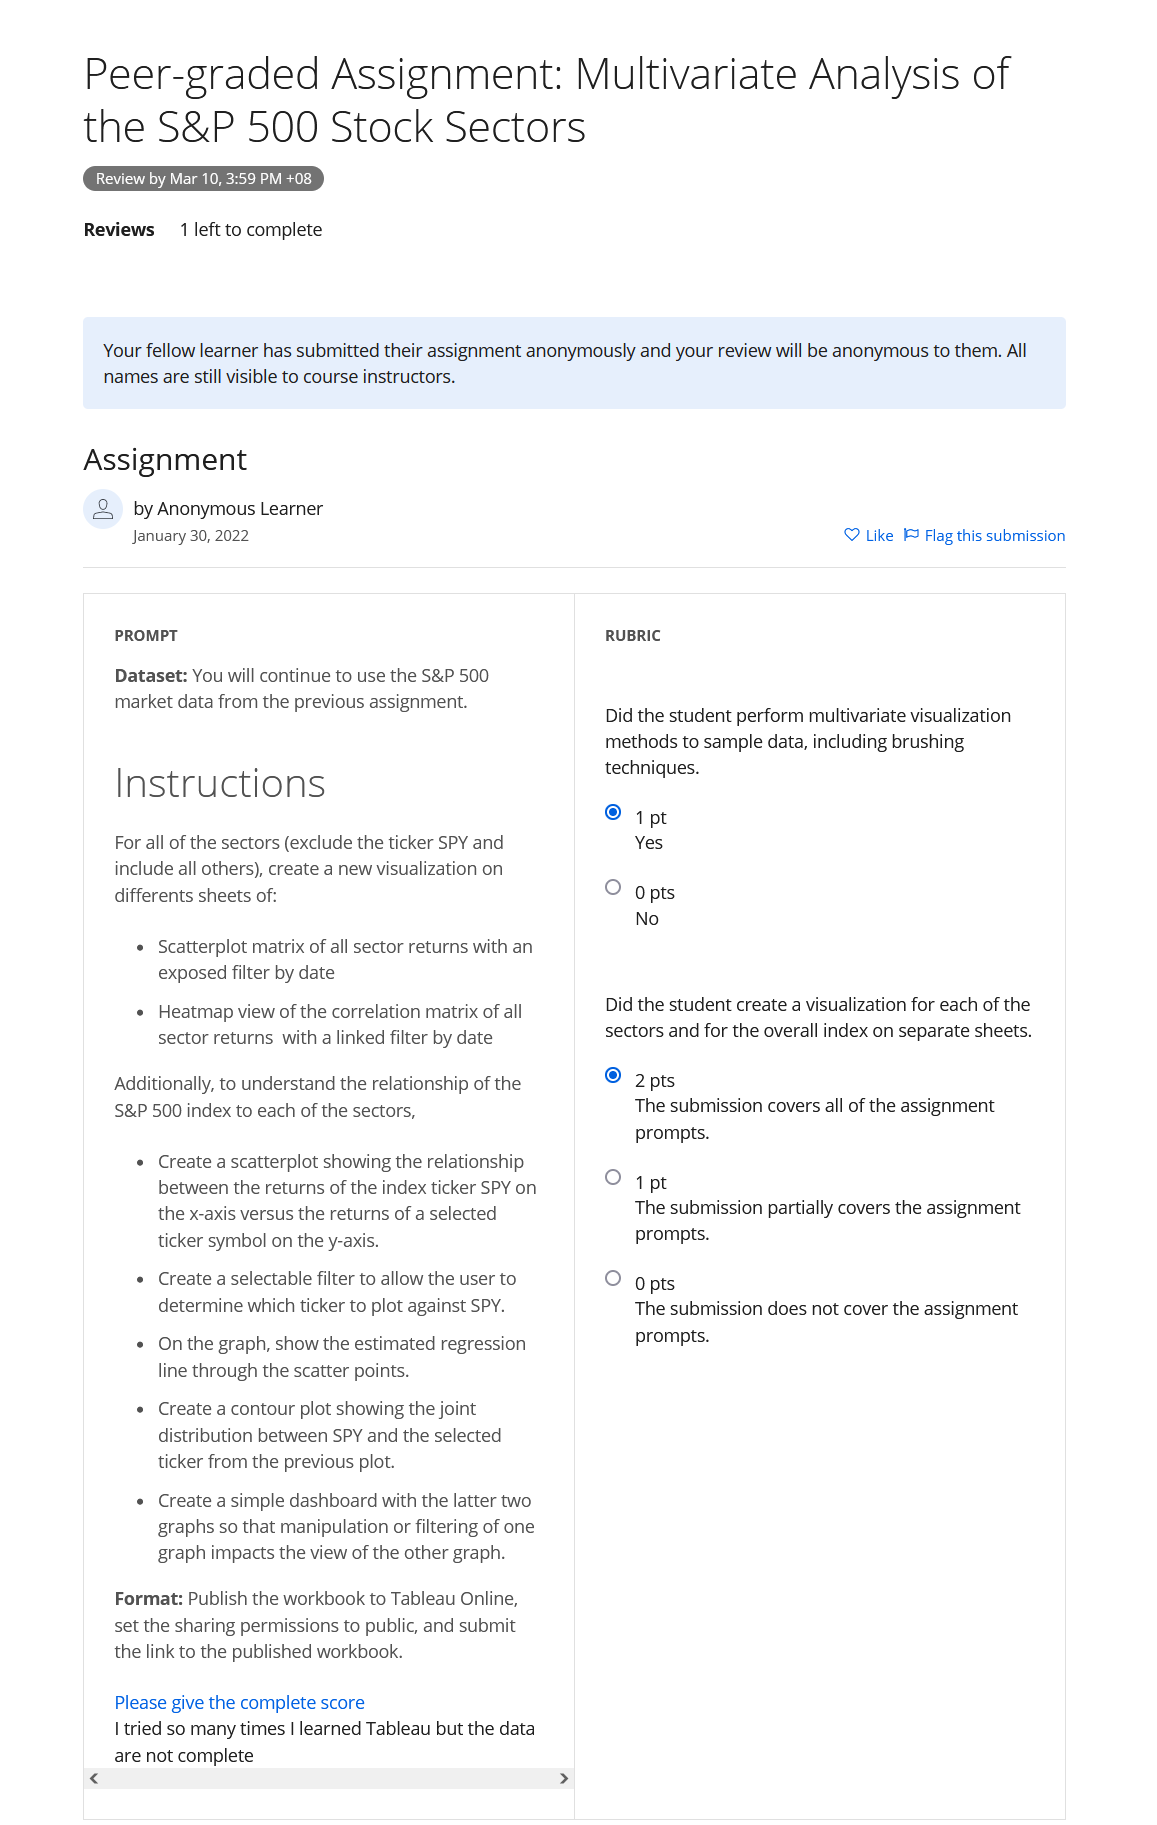 Peer-graded Assignment: Multivariate Analysis of
the S&P 500 Stock Sectors
Review by Mar 10, 3:59 PM +08
Reviews 1 left to complete
Your fellow learner has submitted their assignment anonymously and your review will be anonymous to them. All
names are still visible to course instructors.
Assignment
by Anonymous Learner
January 30, 2022
Like Flag this submission
PROMPT
Dataset: You will continue to use the S&P 500
market data from the previous assignment.
Instructions
For all of the sectors (exclude the ticker SPY and
include all others), create a new visualization on
differents sheets of:
• Scatterplot matrix of all sector returns with an
exposed filter by date
• Heatmap view of the correlation matrix of all
sector returns  with a linked filter by date
Additionally, to understand the relationship of the
S&P 500 index to each of the sectors,
• Create a scatterplot showing the relationship
between the returns of the index ticker SPY on
the x-axis versus the returns of a selected
ticker symbol on the y-axis.
• Create a selectable filter to allow the user to
determine which ticker to plot against SPY.
• On the graph, show the estimated regression
line through the scatter points.
• Create a contour plot showing the joint
distribution between SPY and the selected
ticker from the previous plot.
• Create a simple dashboard with the latter two
graphs so that manipulation or filtering of one
graph impacts the view of the other graph.
Format: Publish the workbook to Tableau Online,
set the sharing permissions to public, and submit
the link to the published workbook.
Please give the complete score
I tried so many times I learned Tableau but the data
are not complete
RUBRIC
Did the student perform multivariate visualization
methods to sample data, including brushing
techniques.
1 pt
Yes
0 pts
No
Did the student create a visualization for each of the
sectors and for the overall index on separate sheets.
2 pts
The submission covers all of the assignment
prompts.
1 pt
The submission partially covers the assignment
prompts.
0 pts
The submission does not cover the assignment
prompts.